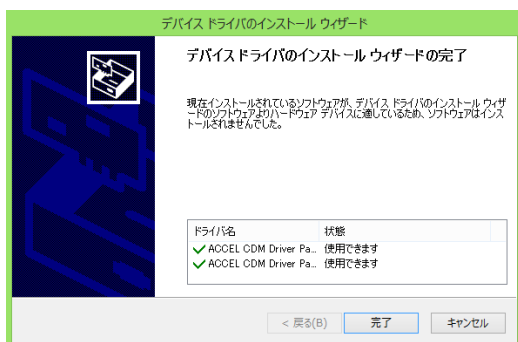 デバイス ドライバのインストール ウィザード
デバイス ドライバのインストール ウィザードの完了
現在インストールされているソフトウェアが、デバイス ドライバのインストール ウィザ
ードのソフトウェアよりハードウェア デバイスに適しているため、ソフトウェアはインス
トールされませんでした。
ドライバ名 状態
ACCEL CDM Driver Pa... 使用できます
ACCEL CDM Driver Pa... 使用できます
< 戻る(B) 完了 キャンセル